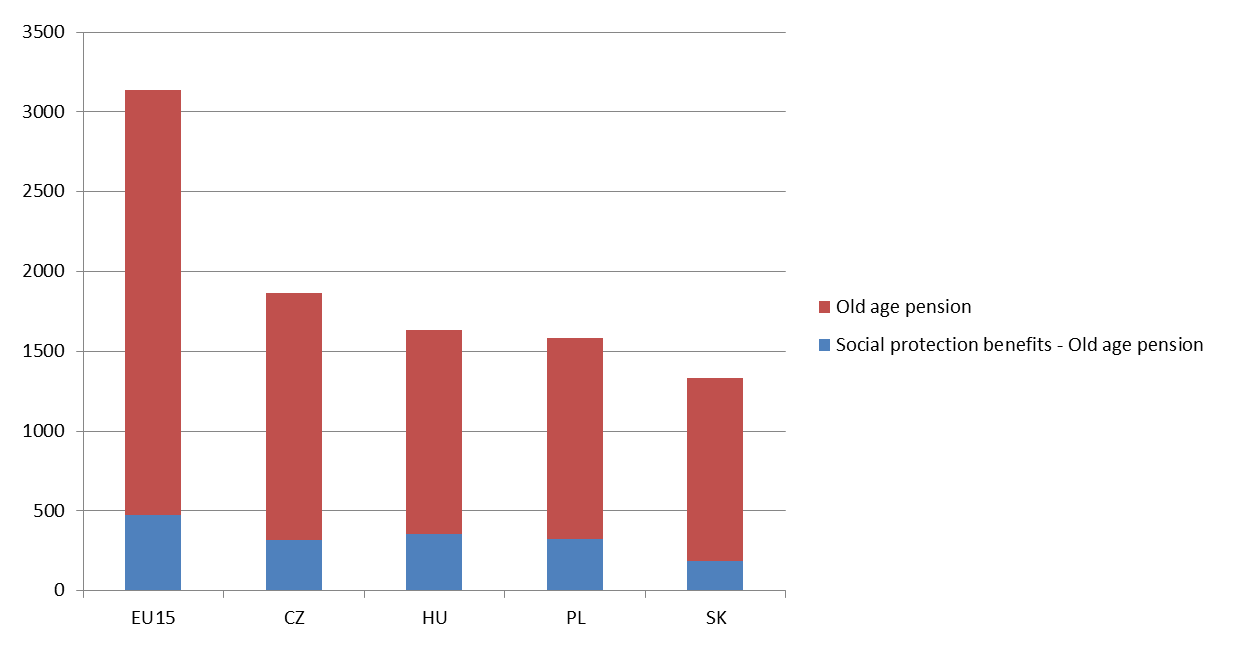 3500
3000
2500
2000
1500
1000
500
0
EU15
CZ
HU
PL
SK
Old age pension
Social protection benefits - Old age pension